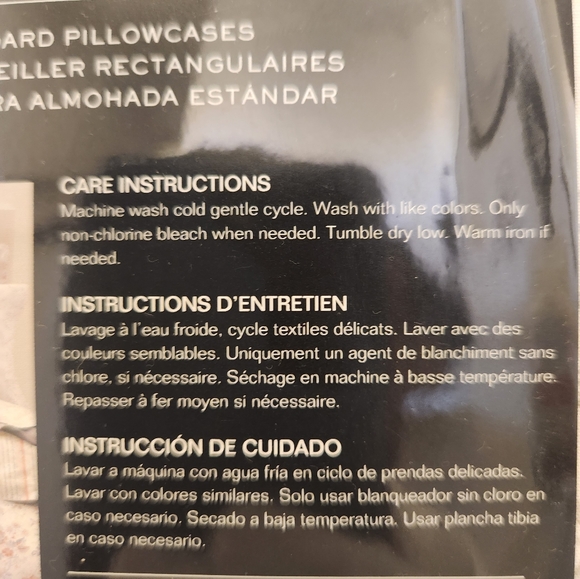 ARD PILLOWCASES
EILLER RECTANGULAIRES
RA ALMOHADA ESTÁNDAR
CARE INSTRUCTIONS
Machine wash cold gentle cycle. Wash with like colors. Only
non-chlorine bleach when needed. Tumble dry low. Warm iron if
needed.
INSTRUCTIONS D'ENTRETIEN
Lavage à l'eau froide, cycle textiles délicats. Laver avec des
couleurs semblables. Uniquement un agent de blanchiment sans
chlore, si nécessaire. Séchage en machine à basse température.
Repasser à fer moyen si nécessaire.
INSTRUCCIÓN DE CUIDADO
Lavar a máquina con agua fría en ciclo de prendas delicadas.
Lavar con colores similares. Solo usar blanqueador sin cloro en
caso necesario. Secado a baja temperatura. Usar plancha tibia
en caso necesario.